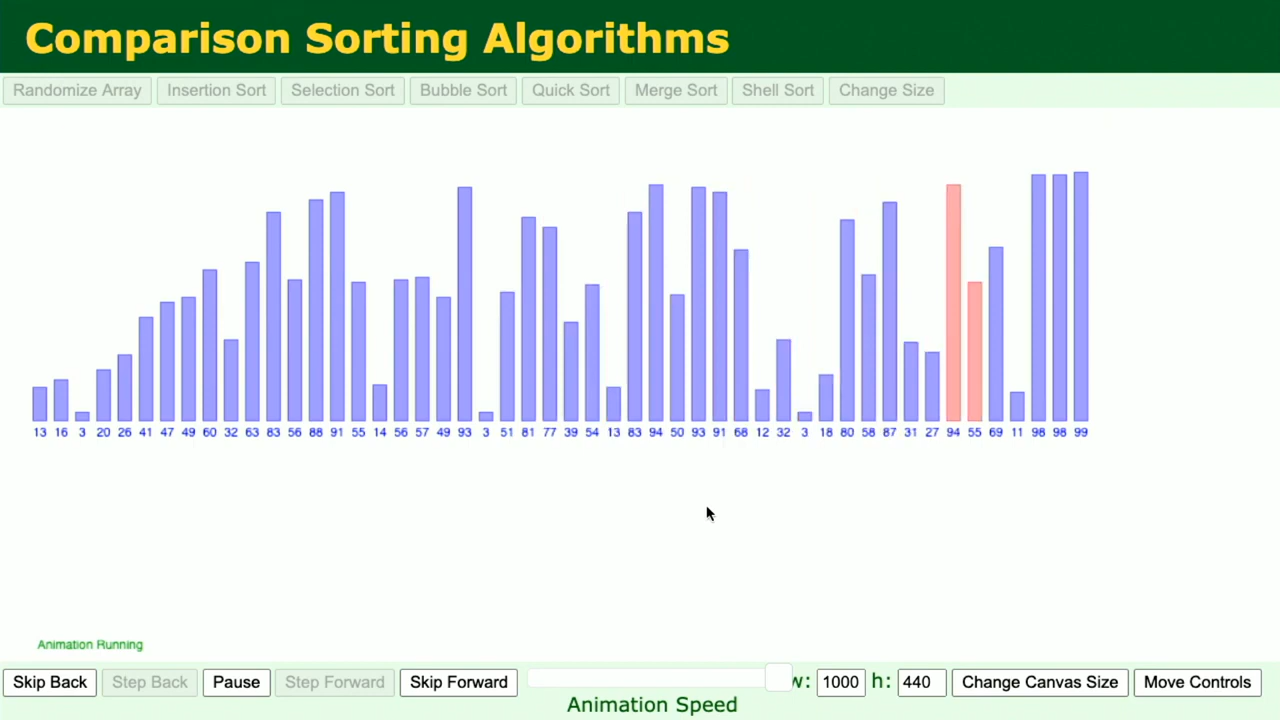 Comparison Sorting Algorithms
Randomize Array Insertion Sort Selection Sort Bubble Sort Quick Sort Merge Sort Shell Sort Change Size
13 16 3 20 26 41 47 49 60 32 63 83 56 88 91 55 14 56 57 49 93 3 51 81 77 39 54 13 83 94 50 93 91 68 12 32 3 18 80 58 87 31 27 94 55 69 11 98 98 99
Animation Running
Skip Back Step Back Pause Step Forward Skip Forward w: 1000 h: 440 Change Canvas Size Move Controls
Animation Speed